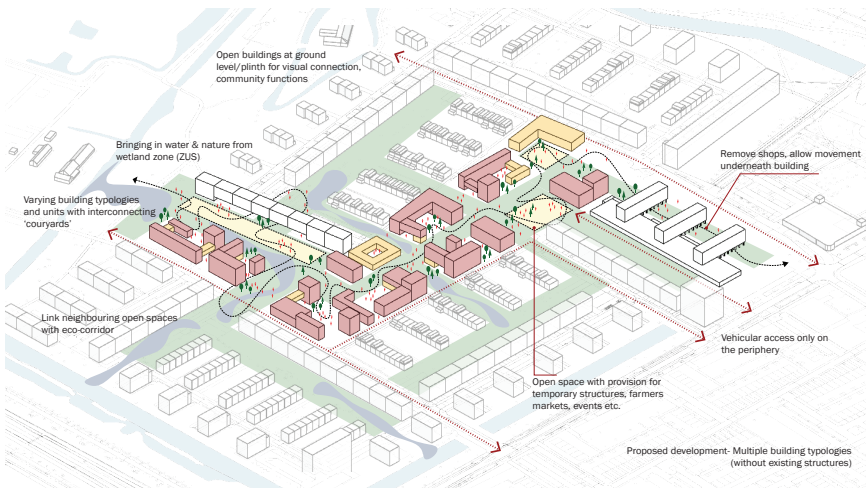 Open buildings at ground
level/plinth for visual connection,
community functions
Bringing in water & nature from
wetland zone (ZUS)
Remove shops, allow movement
underneath building
Varying building typologies
and units with interconnecting
‘couryards’
Link neighbouring open spaces
with eco-corridor
Vehicular access only on
the periphery
Open space with provision for
temporary structures, farmers
markets, events etc.
Proposed development- Multiple building typologies
(without existing structures)